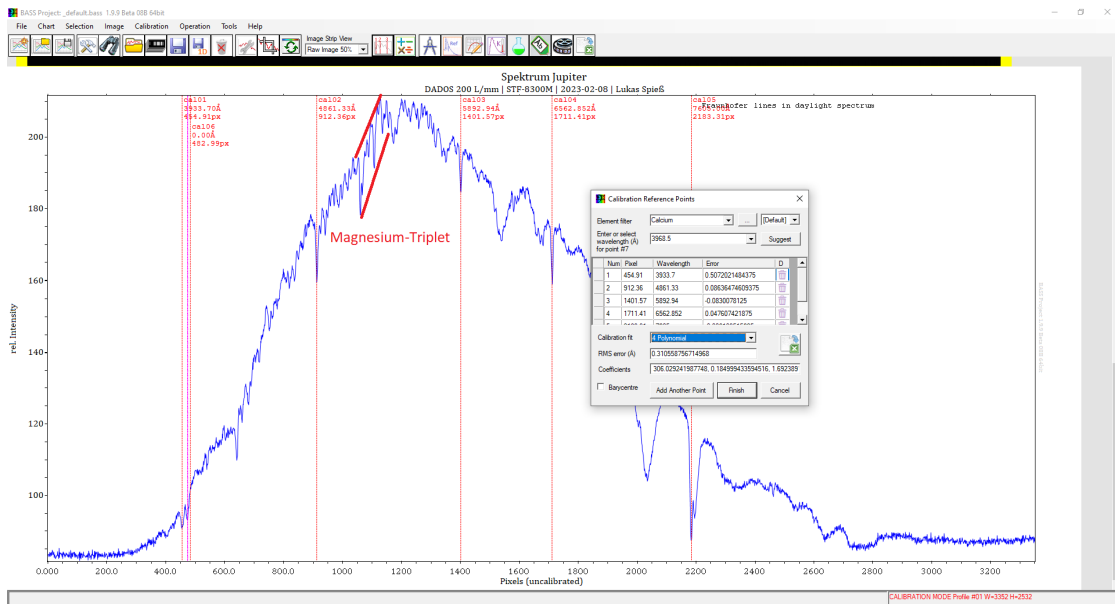 BASS Project: _default.bass 1.9.9 Beta 08B 64bit
File Chart Selection Image Calibration Operation Tools Help
Image Strip View
Raw Image 50%
Spektrum Jupiter
DADOS 200 L/mm | STF-8300M | 2023-02-08 | Lukas Spieß
cal01
3933.70Å
454.91px
cal06
0.00Å
482.99px
cal02
4861.33Å
912.36px
cal03
5892.94Å
1401.57px
cal04
6562.852Å
1711.41px
cal05
2183.31px
Fraunhofer lines in daylight spectrum
Magnesium-Triplet
rel. Intensity
200
180
160
140
120
100
0.000 200.0 400.0 600.0 800.0 1000 1200 1400 1600 1800 2000 2200 2400 2600 2800 3000 3200
Pixels (uncalibrated)
BASS Project 1.9.9 Beta 08B 64bit
Calibration Reference Points
Element filter Calcium ... [Default]
Enter or select
wavelength (Å)
for point #7
3968.5 Suggest
Num Pixel Wavelength Error D
1 454.91 3933.7 0.5072021484375
2 912.36 4861.33 0.08636474609375
3 1401.57 5892.94 -0.0830078125
4 1711.41 6562.852 0.047607421875
Calibration fit 4 Polynomial
RMS error (Å) 0.310558756714968
Coefficients 306.029241987748, 0.184999433594516, 1.692389
Barycentre Add Another Point Finish Cancel
CALIBRATION MODE Profile #01 W=3352 H=2532